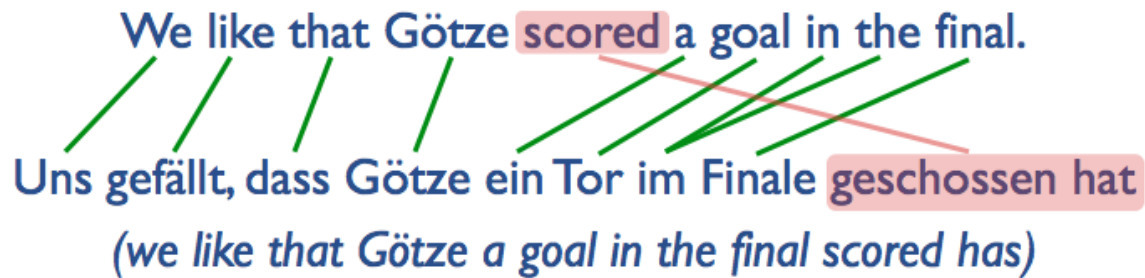 We like that Götze scored a goal in the final.
Uns gefällt, dass Götze ein Tor im Finale geschossen hat
(we like that Götze a goal in the final scored has)